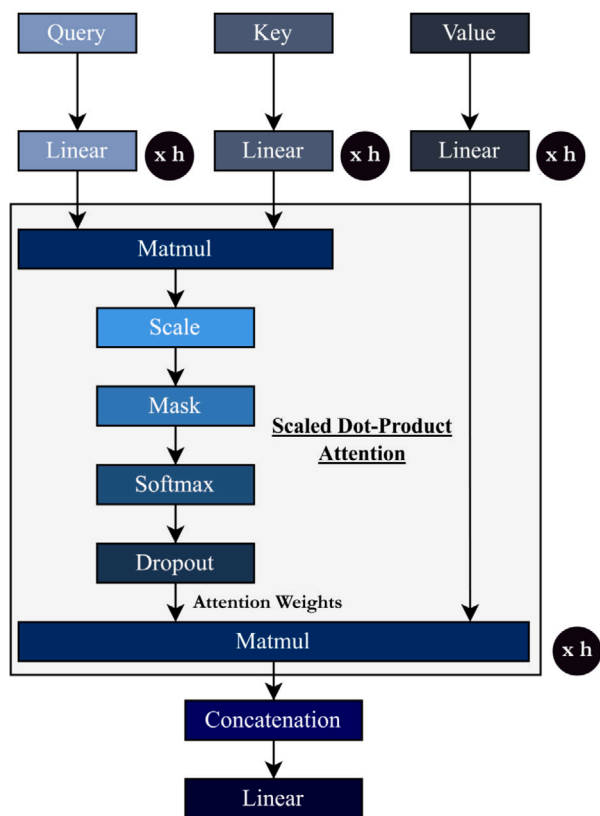 Query
Key
Value
Linear
x h
Linear
x h
Linear
x h
Matmul
Scale
Mask
Scaled Dot-Product
Attention
Softmax
Dropout
Attention Weights
Matmul
x h
Concatenation
Linear